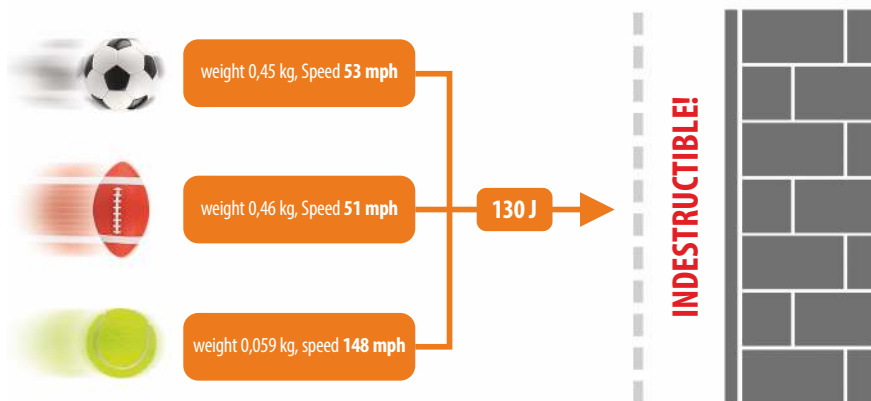 weight 0,45 kg, Speed 53 mph
weight 0,46 kg, Speed 51 mph
130 J
weight 0,059 kg, speed 148 mph
INDESTRUCTIBLE!